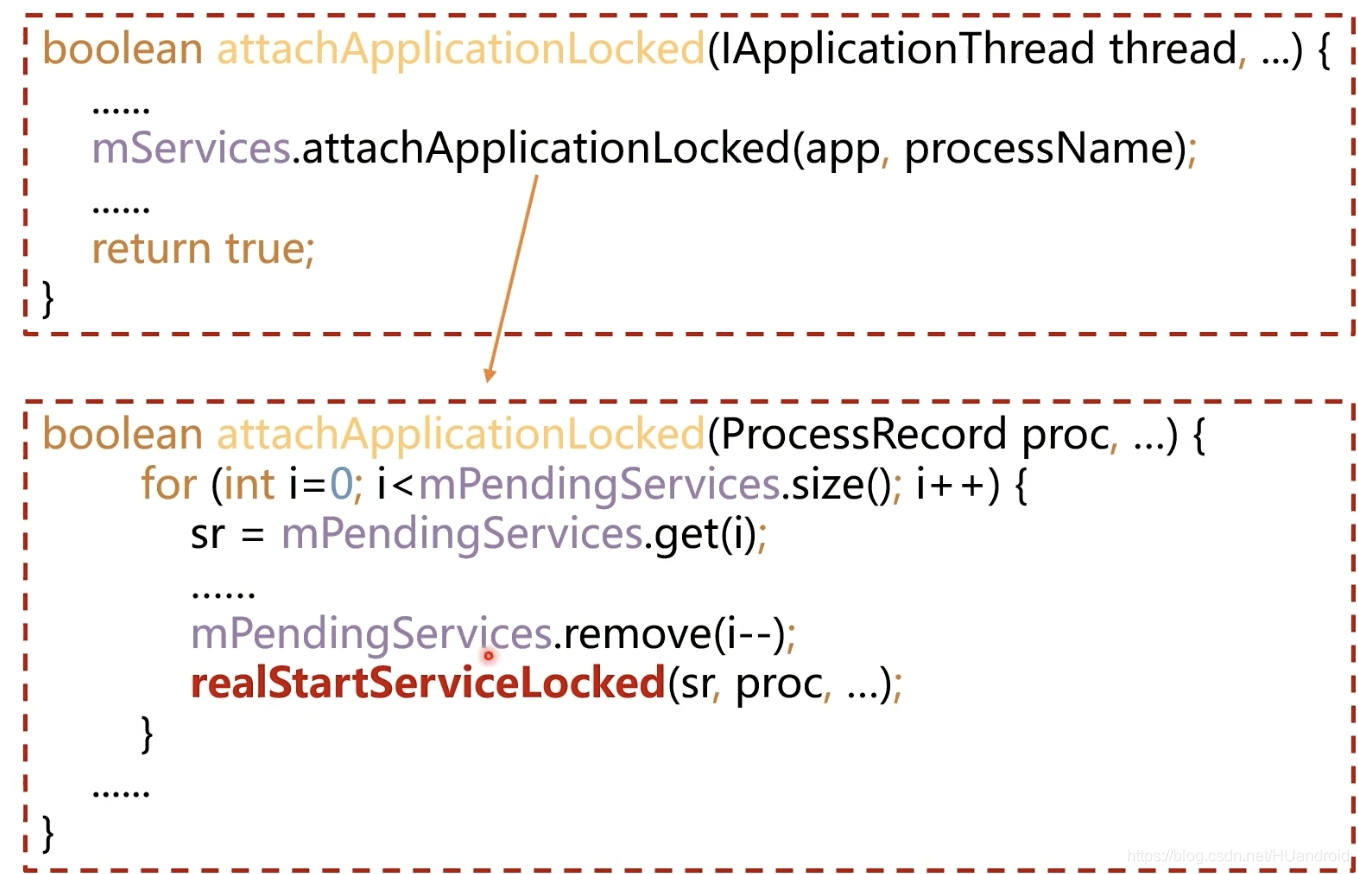 boolean attachApplicationLocked(IApplicationThread thread, ...) {
......
mServices.attachApplicationLocked(app, processName);
......
return true;
}
boolean attachApplicationLocked(ProcessRecord proc, ...) {
for (int i=0; i<mPendingServices.size(); i++) {
sr = mPendingServices.get(i);
......
mPendingServices.remove(i--);
realStartServiceLocked(sr, proc, ...);
}
......
}
https://blog.csdn.net/HUandroid